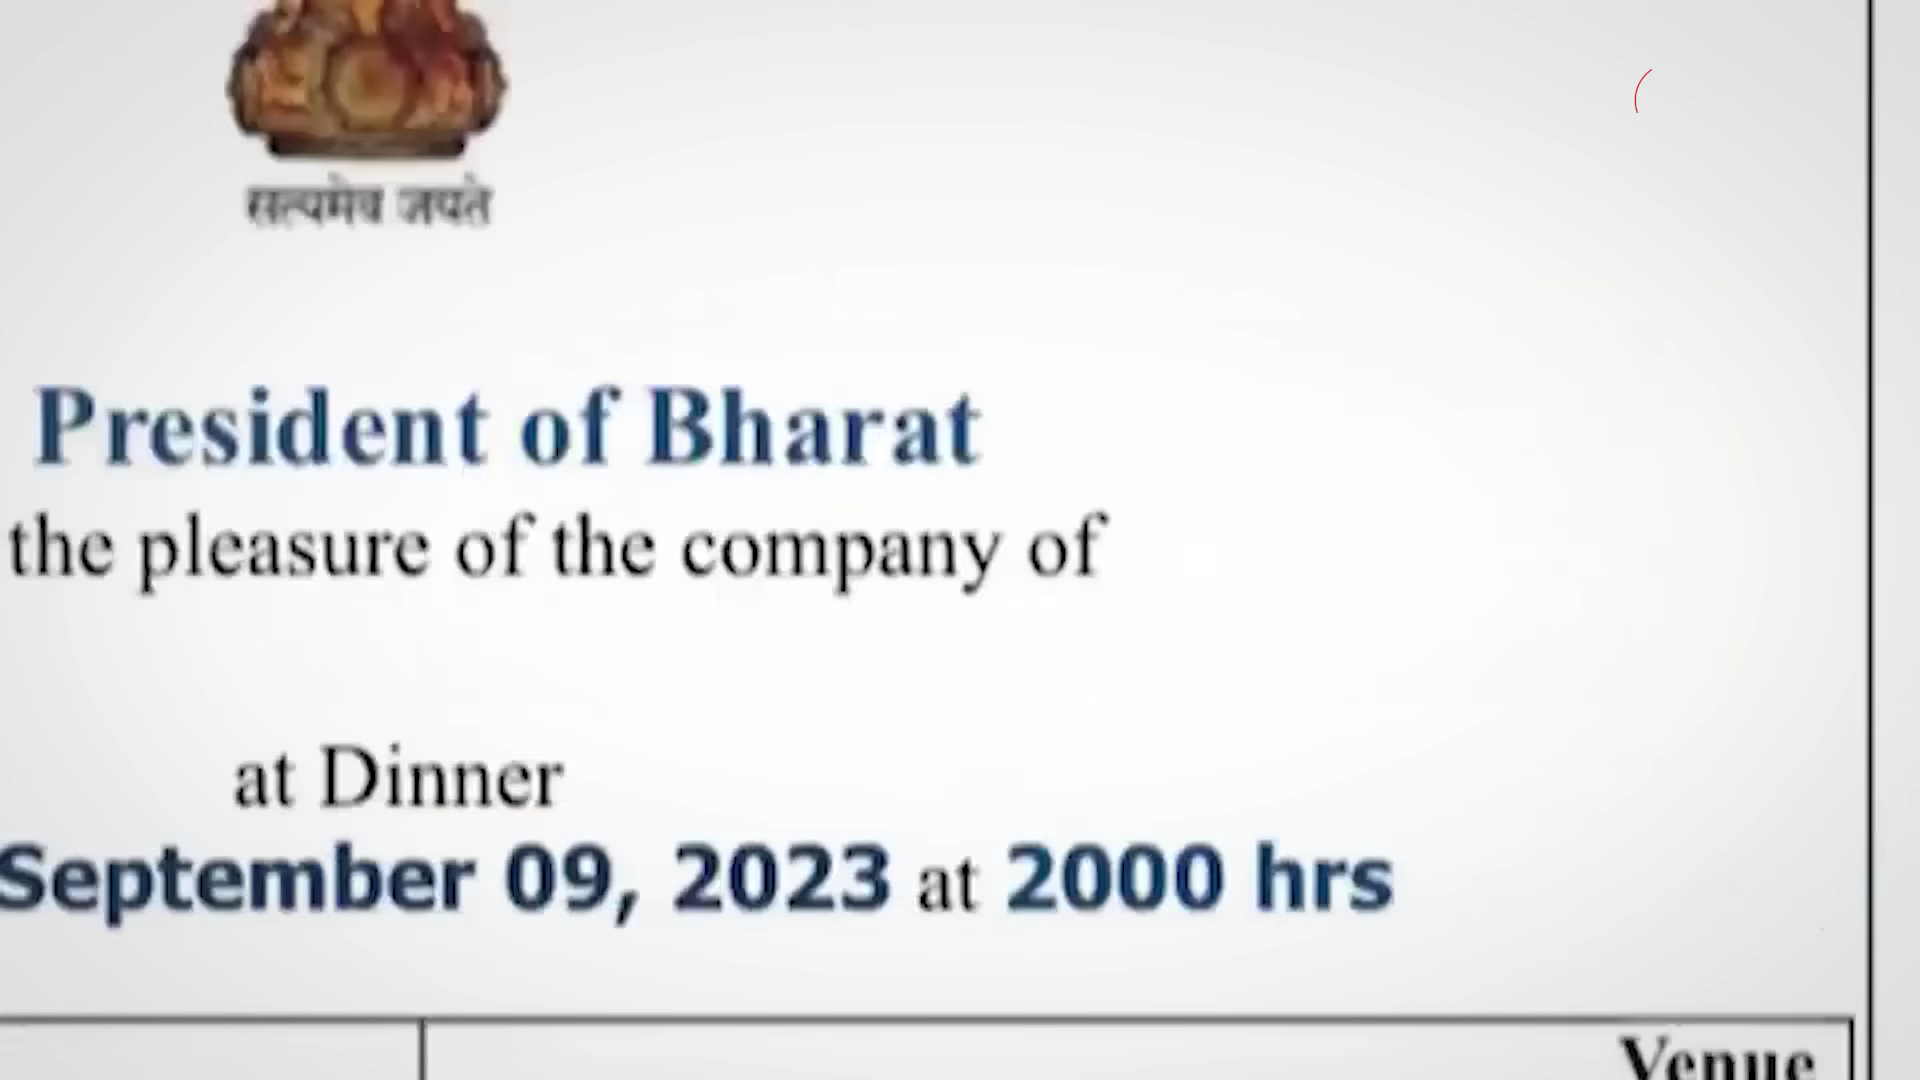 सत्यमेव जयते
President of Bharat
the pleasure of the company of
at Dinner
September 09, 2023 at 2000 hrs
Venue